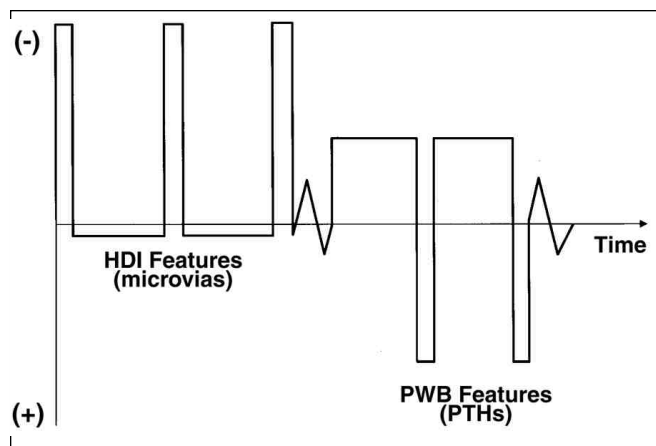 (-)
Time
HDI Features
(microvias)
PWB Features
(PTHs)
(+)